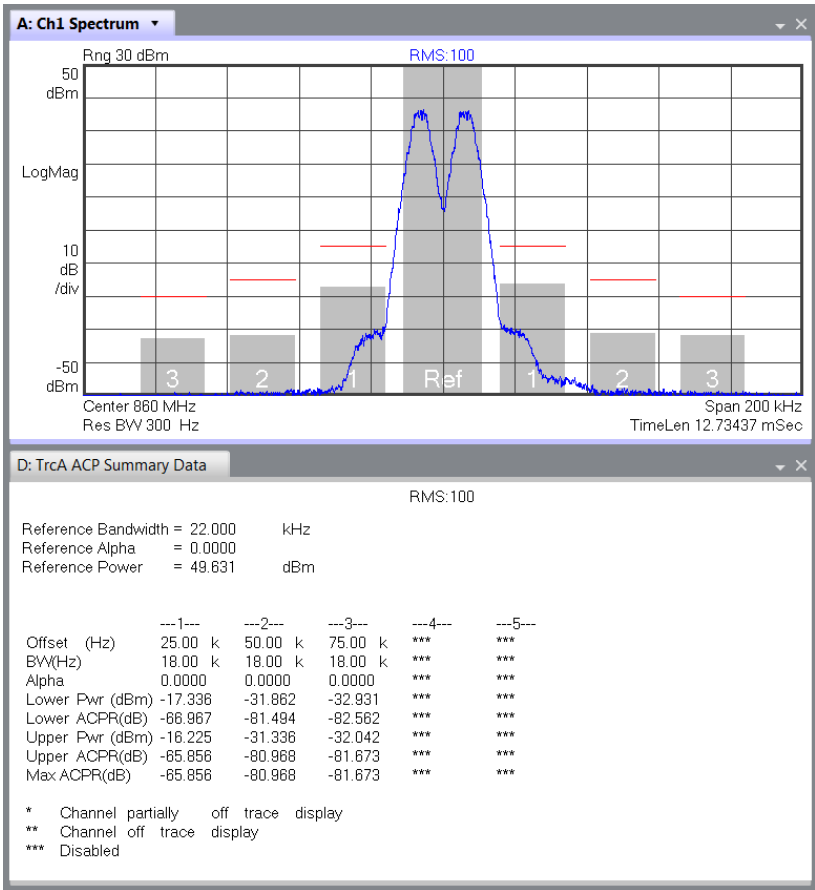 A: Ch1 Spectrum
Rng 30 dBm
RMS:100
50
dBm
LogMag
10
dB
/div
-50
dBm
3 2 1 Ref 1 2 3
Center 860 MHz
Span 200 kHz
Res BW 300 Hz
TimeLen 12.73437 mSec
D: TrcA ACP Summary Data
RMS:100
Reference Bandwidth = 22.000 kHz
Reference Alpha = 0.0000
Reference Power = 49.631 dBm
---1--- ---2--- ---3--- ---4--- ---5---
Offset (Hz) 25.00 k 50.00 k 75.00 k *** ***
BW(Hz) 18.00 k 18.00 k 18.00 k *** ***
Alpha 0.0000 0.0000 0.0000 *** ***
Lower Pwr (dBm) -17.336 -31.862 -32.931 *** ***
Lower ACPR(dB) -66.967 -81.494 -82.562 *** ***
Upper Pwr (dBm) -16.225 -31.336 -32.042 *** ***
Upper ACPR(dB) -65.856 -80.968 -81.673 *** ***
Max ACPR(dB) -65.856 -80.968 -81.673 *** ***
* Channel partially off trace display
** Channel off trace display
*** Disabled